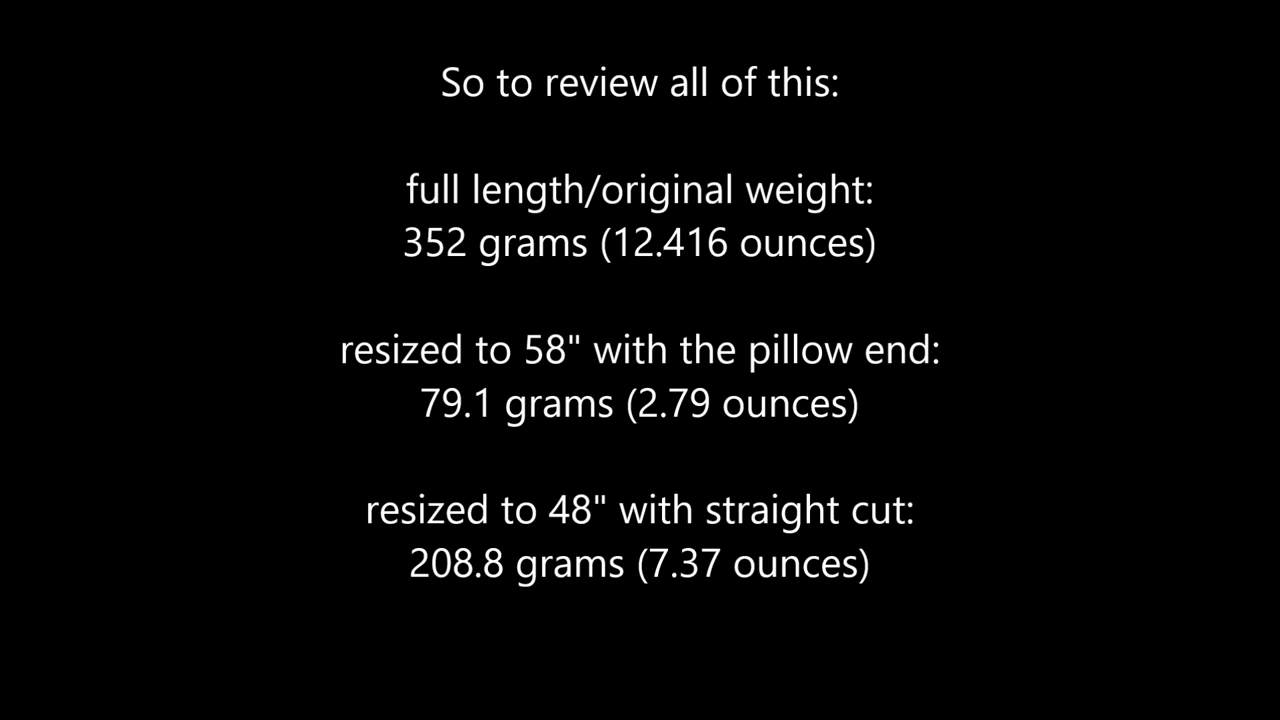 So to review all of this:
full length/original weight:
352 grams (12.416 ounces)
resized to 58" with the pillow end:
79.1 grams (2.79 ounces)
resized to 48" with straight cut:
208.8 grams (7.37 ounces)